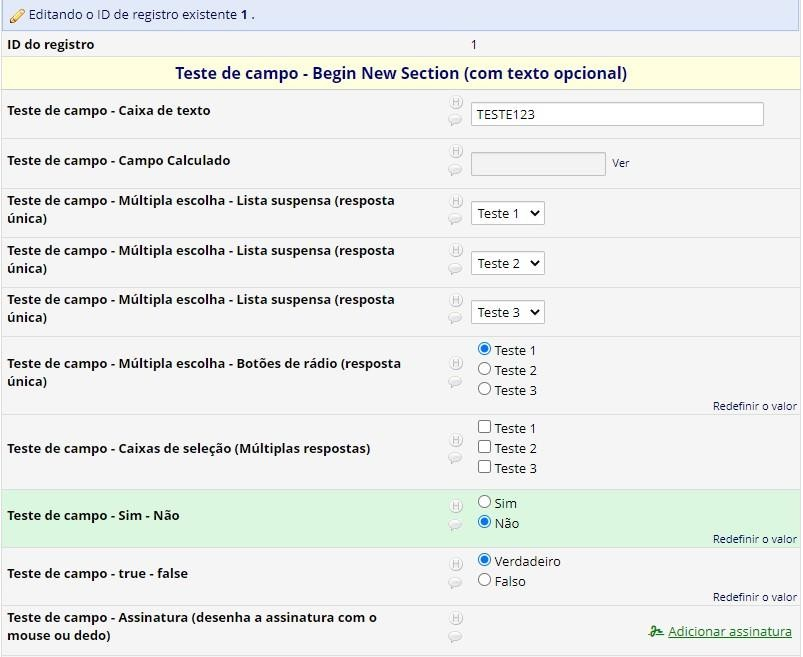 Editando o ID de registro existente 1 .
ID do registro 1
Teste de campo - Begin New Section (com texto opcional)
Teste de campo - Caixa de texto H TESTE123
Teste de campo - Campo Calculado H Ver
Teste de campo - Múltipla escolha - Lista suspensa (resposta
única) H Teste 1
Teste de campo - Múltipla escolha - Lista suspensa (resposta
única) H Teste 2
Teste de campo - Múltipla escolha - Lista suspensa (resposta
única) H Teste 3
Teste de campo - Múltipla escolha - Botões de rádio (resposta
única) H
Teste 1
Teste 2
Teste 3
Redefinir o valor
Teste de campo - Caixas de seleção (Múltiplas respostas) H
Teste 1
Teste 2
Teste 3
Teste de campo - Sim - Não H
Sim
Não
Redefinir o valor
Teste de campo - true - false H
Verdadeiro
Falso
Redefinir o valor
Teste de campo - Assinatura (desenha a assinatura com o
mouse ou dedo) H
Adicionar assinatura